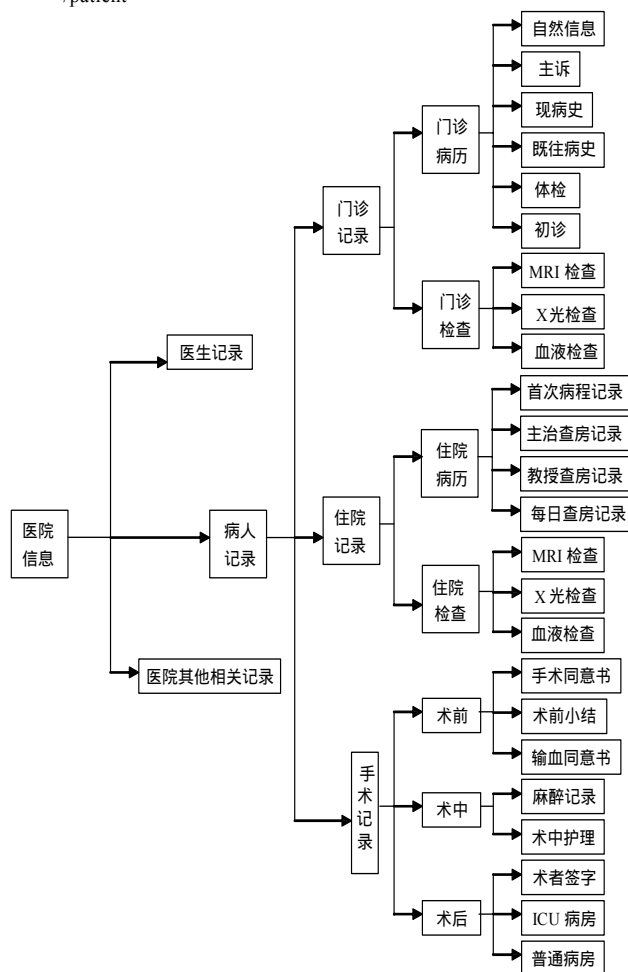 /patient
自然信息
主诉
现病史
既往病史
体检
初诊
门诊
病历
门诊
记录
门诊
检查
MRI 检查
X光检查
血液检查
医生记录
首次病程记录
主治查房记录
教授查房记录
每日查房记录
住院
病历
医院
信息
病人
记录
住院
记录
住院
检查
MRI 检查
X 光检查
血液检查
医院其他相关记录
手术记录
术前
手术同意书
术前小结
输血同意书
术中
麻醉记录
术中护理
术后
术者签字
ICU 病房
普通病房